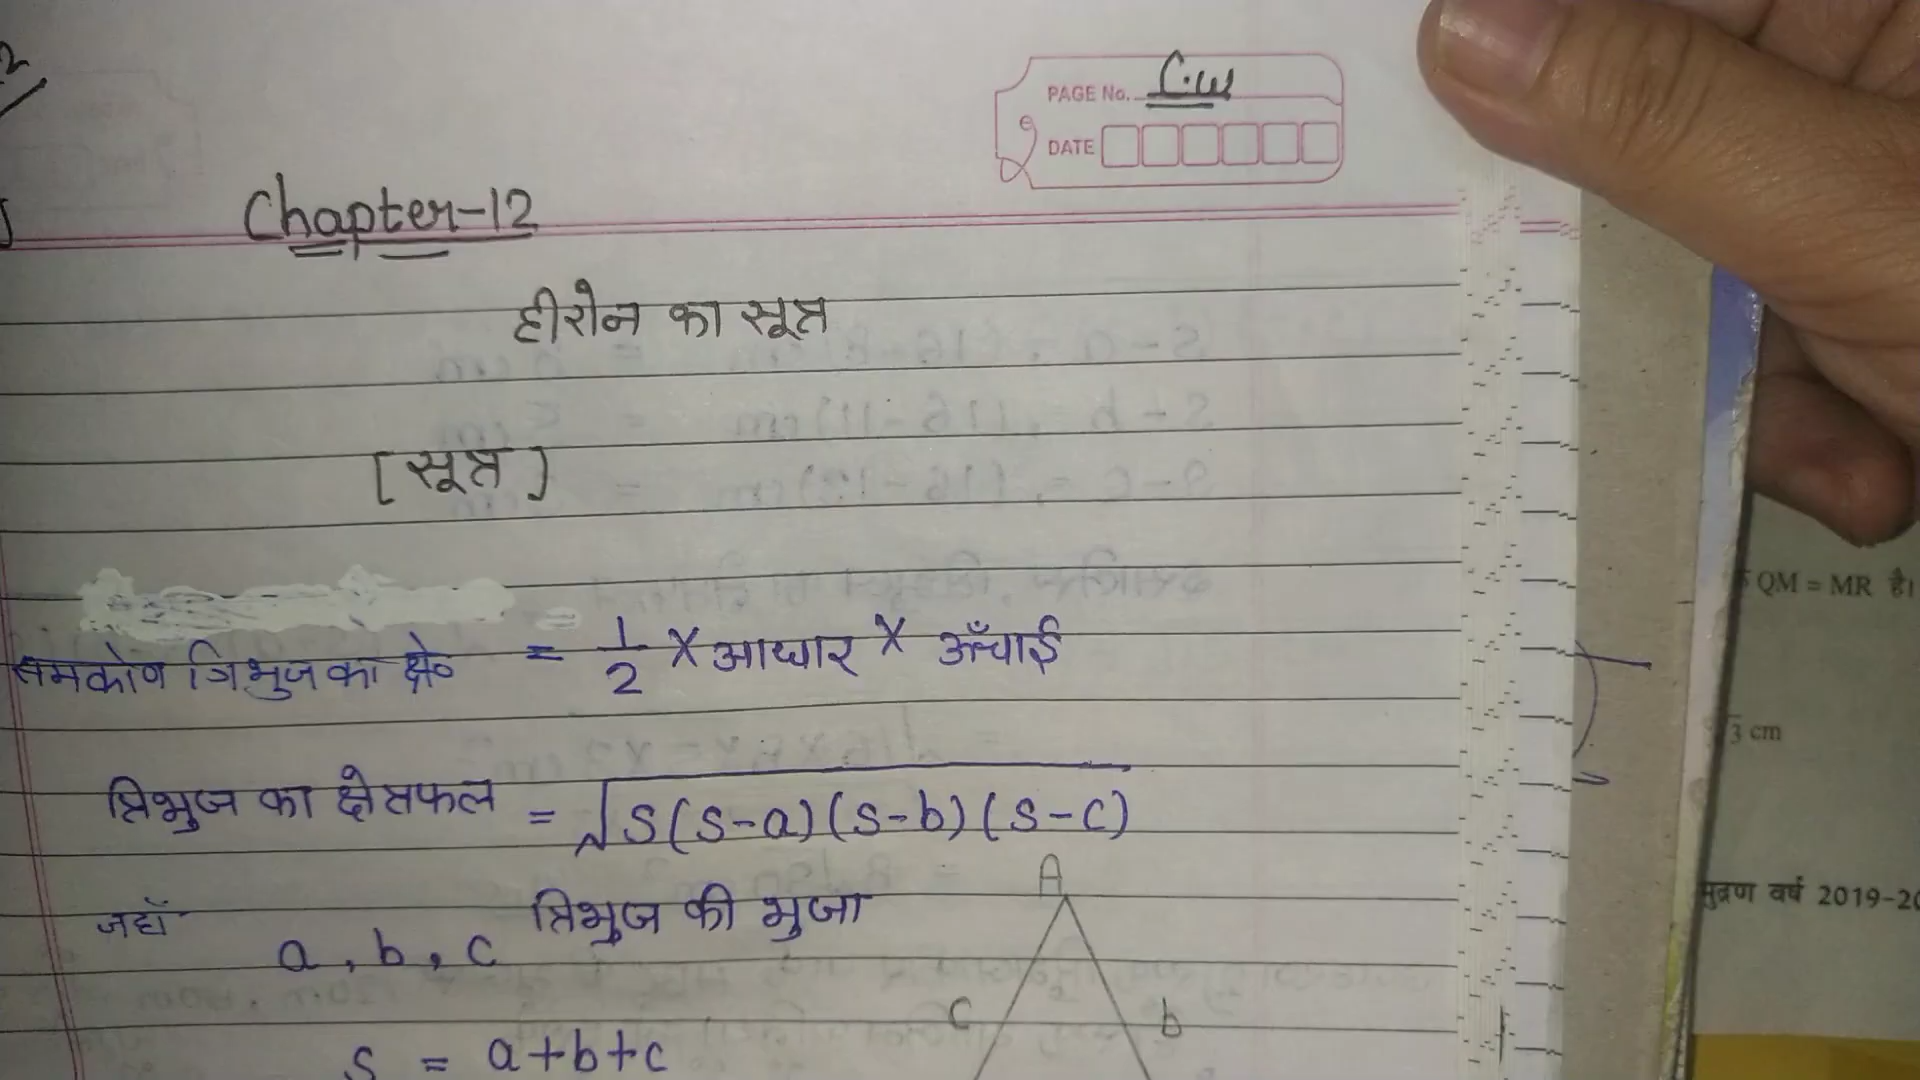 PAGE No. C.w
DATE
Chapter-12
हीरोन का सूत्र
[सूत्र]
समकोण त्रिभुज का क्षे० = 1/2 × आधार × ऊँचाई
त्रिभुज का क्षेत्रफल = √S(S-a)(S-b)(S-c)
जहाँ a, b, c त्रिभुज की भुजा
A
c b
S = a+b+c
QM = MR है।
3 cm
मुद्रण वर्ष 2019-20